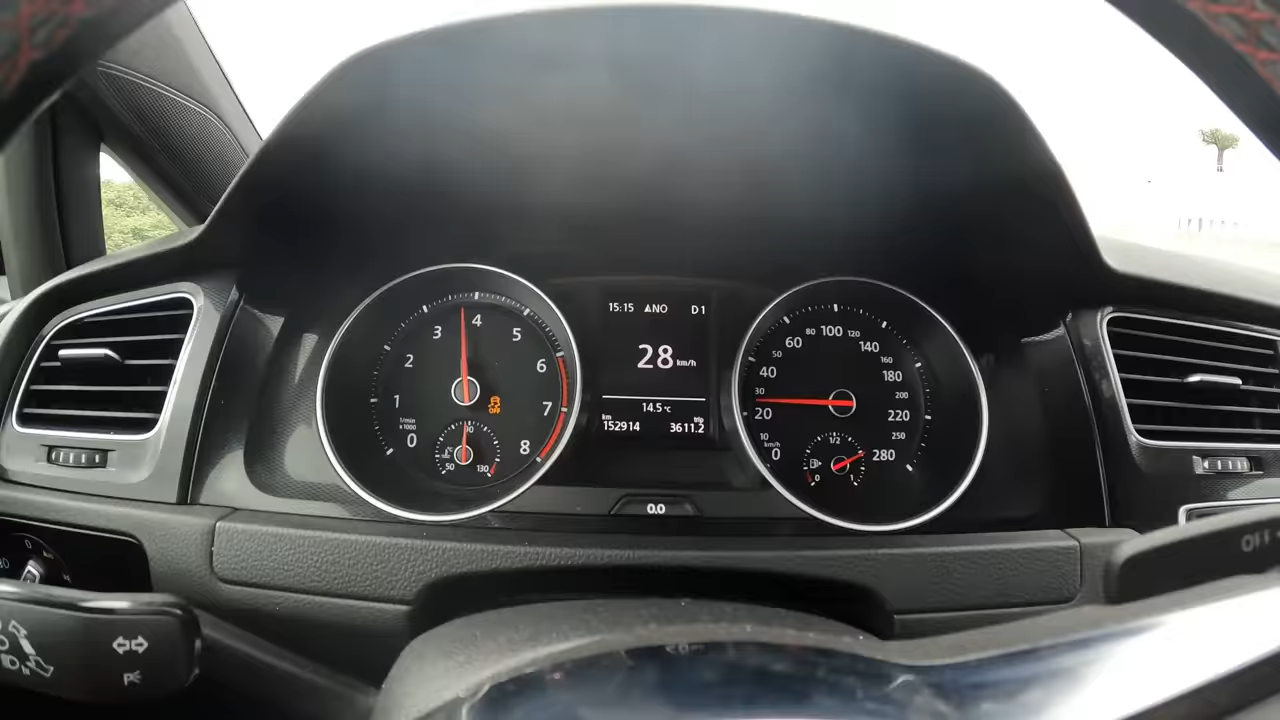 15:15 ▲NO D1
28 km/h
14.5 °C
km trip
152914 3611.2
0.0
0 1 2 3 4 5 6 7 8
1/min
x 1000
OFF
50 90 130
0 10 20 30 40 50 60 80 100 120 140 160 180 200 220 250 280
km/h
0 1/2 1
OFF